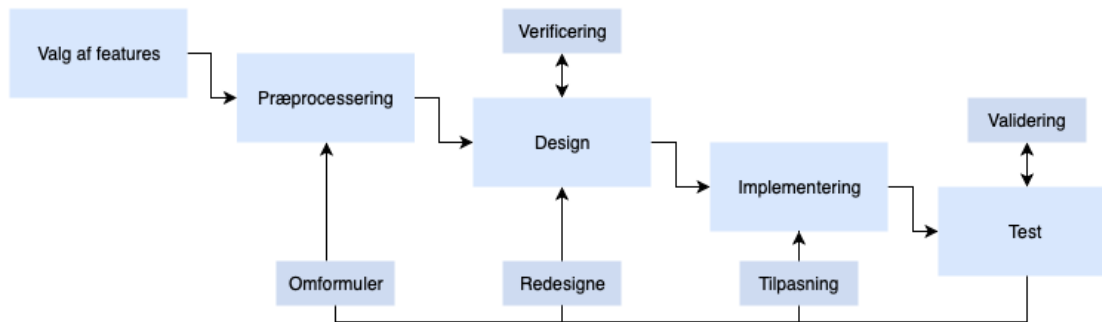 Valg af features
Verificering
Præprocessering
Design
Validering
Implementering
Test
Omformuler
Redesigne
Tilpasning